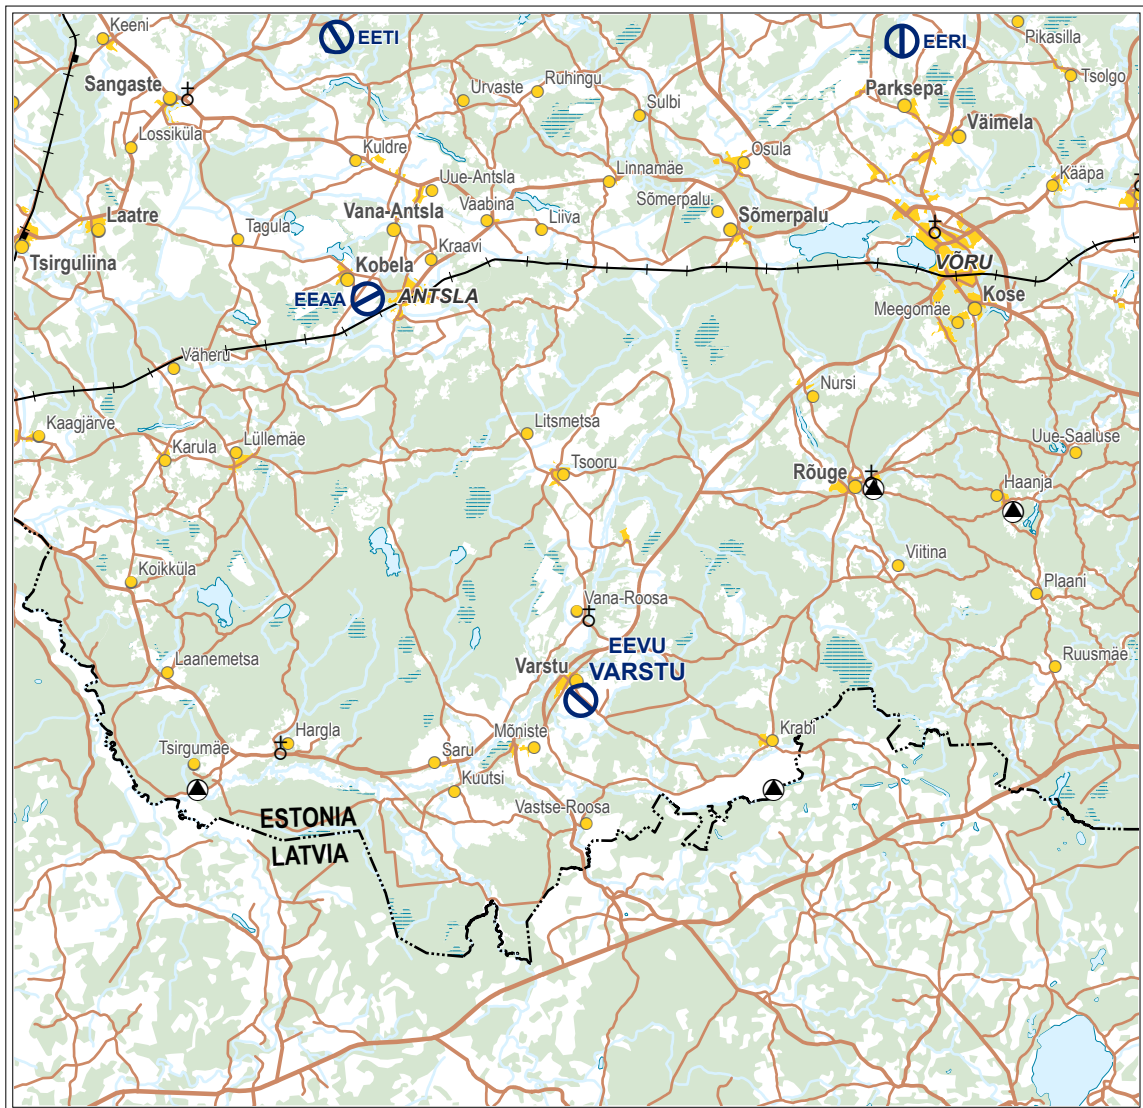 Keeni
EETI
EERI
Pikasilla
Tsolgo
Sangaste
Urvaste
Ruhingu
Sulbi
Parksepa
Väimela
Lossiküla
Kuldre
Osula
Linnamäe
Kääpa
Uue-Antsla
Vaabina
Liiva
Sõmerpalu
Sõmerpalu
Laatre
Tagula
Vana-Antsla
Kraavi
Tsirguliina
Kobela
VÕRU
EEAA
ANTSLA
Kose
Meegomäe
Väheru
Nursi
Kaagjärve
Karula
Lüllemäe
Litsmetsa
Uue-Saaluse
Tsooru
Rõuge
Haanja
Koikküla
Viitina
Plaani
Vana-Roosa
EEVU
VARSTU
Varstu
Laanemetsa
Ruusmäe
Tsirgumäe
Hargla
Saru
Mõniste
Krabi
Kuutsi
Vastse-Roosa
ESTONIA
LATVIA